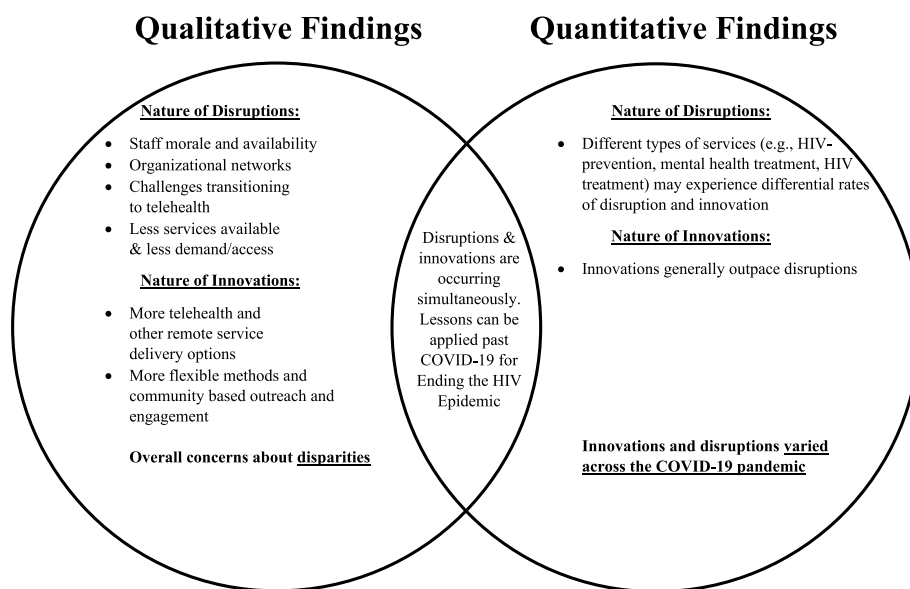 Qualitative Findings
Nature of Disruptions:
• Staff morale and availability
• Organizational networks
• Challenges transitioning
to telehealth
• Less services available
& less demand/access
Nature of Innovations:
• More telehealth and
other remote service
delivery options
• More flexible methods and
community based outreach and
engagement
Overall concerns about disparities
Disruptions &
innovations are
occurring
simultaneously.
Lessons can be
applied past
COVID-19 for
Ending the HIV
Epidemic
Quantitative Findings
Nature of Disruptions:
• Different types of services (e.g., HIV-
prevention, mental health treatment, HIV
treatment) may experience differential rates
of disruption and innovation
Nature of Innovations:
• Innovations generally outpace disruptions
Innovations and disruptions varied
across the COVID-19 pandemic